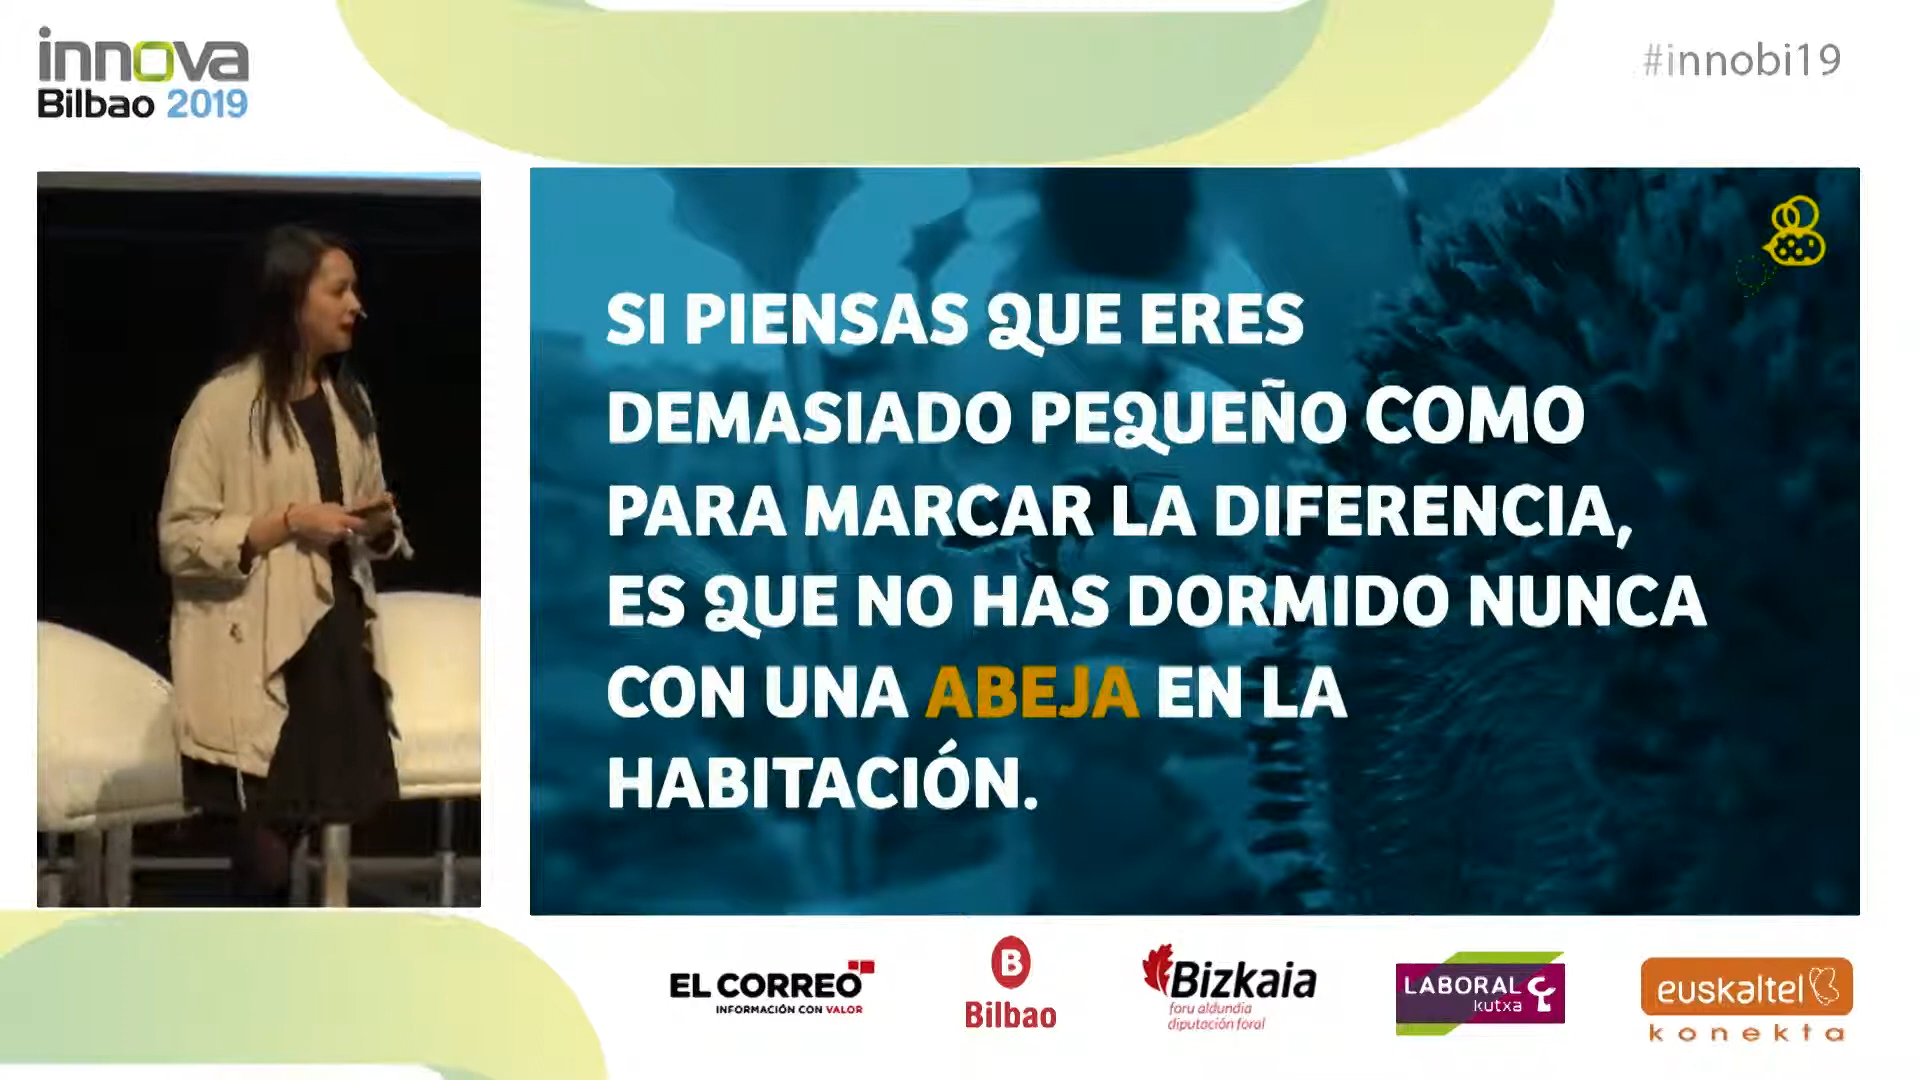 innova
Bilbao 2019
#innobi19
SI PIENSAS QUE ERES
DEMASIADO PEQUEÑO COMO
PARA MARCAR LA DIFERENCIA,
ES QUE NO HAS DORMIDO NUNCA
CON UNA ABEJA EN LA
HABITACIÓN.
EL CORREO
INFORMACIÓN CON VALOR
B
Bilbao
Bizkaia
foru aldundia
diputación foral
LABORAL
kutxa
euskaltel
konekta